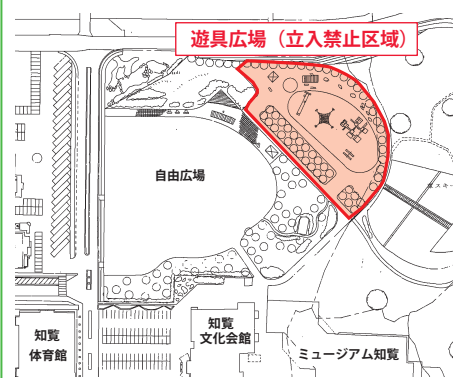 遊具広場（立入禁止区域）
自由広場
知覧
体育館
知覧
文化会館
ミュージアム知覧